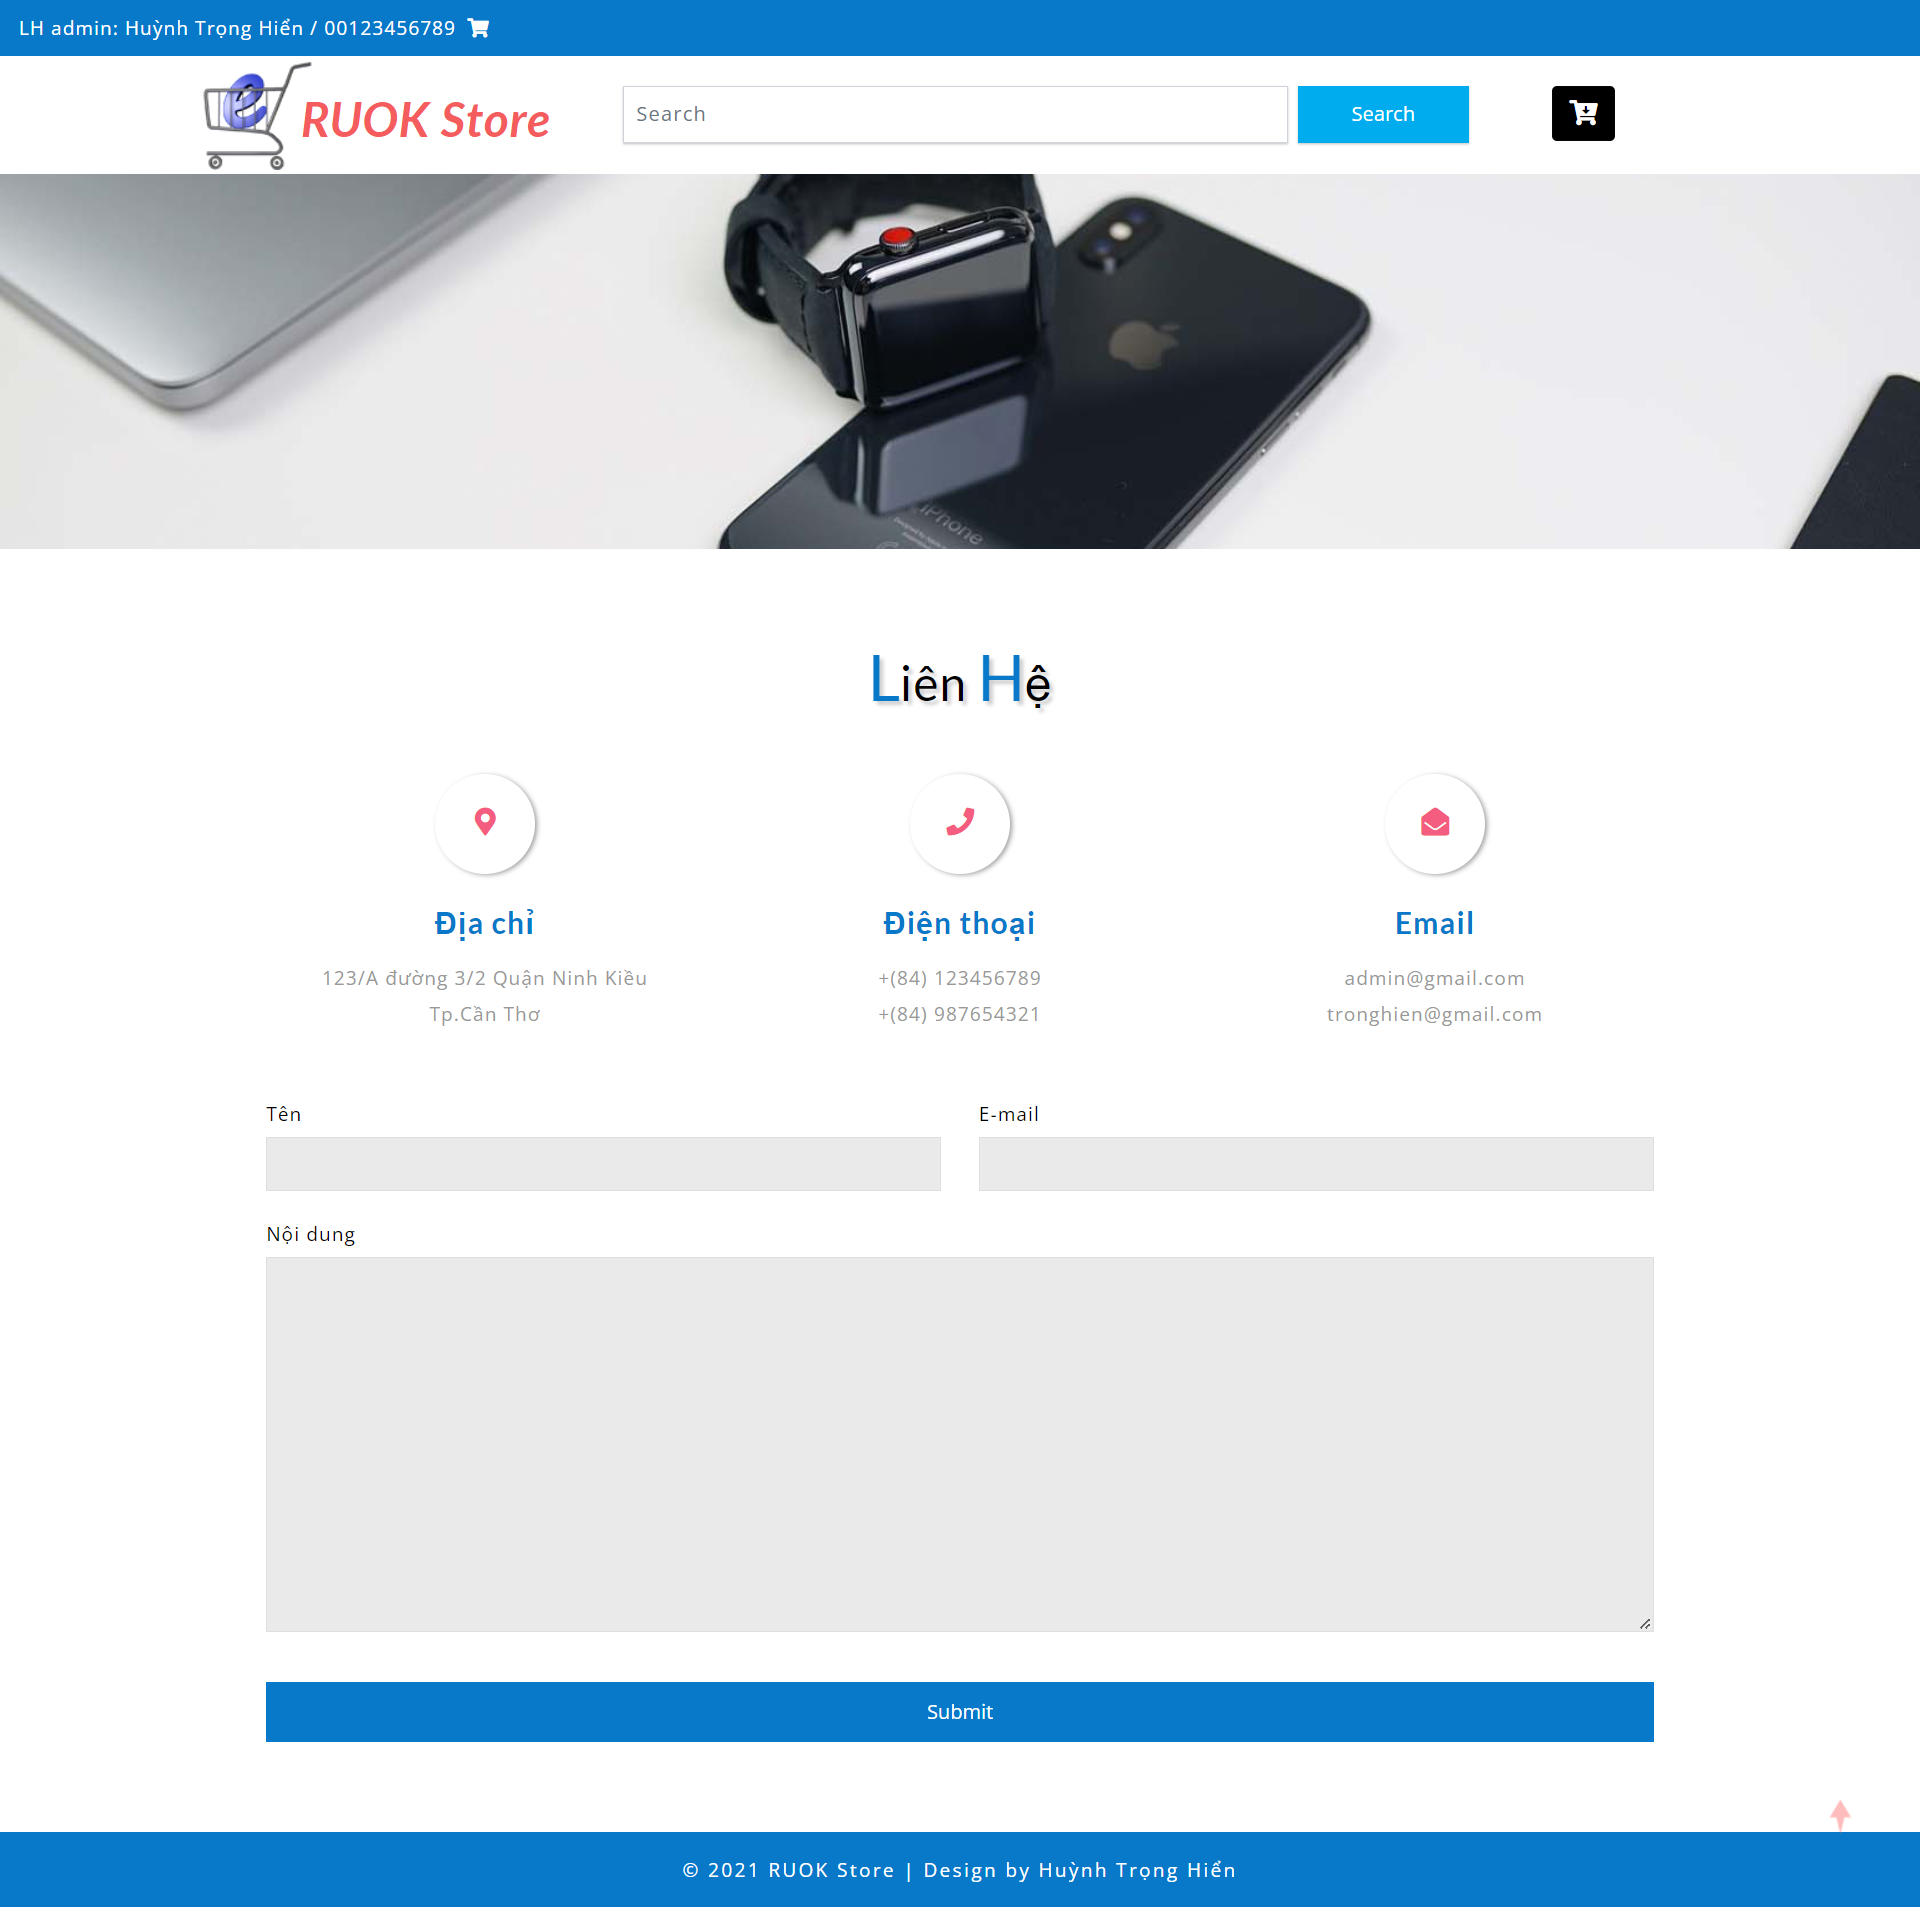 LH admin: Huỳnh Trọng Hiển / 00123456789
RUOK Store
Search
Search
iPhone
Liên Hệ
Địa chỉ
123/A đường 3/2 Quận Ninh Kiều
Tp.Cần Thơ
Điện thoại
+(84) 123456789
+(84) 987654321
Email
admin@gmail.com
tronghien@gmail.com
Tên
E-mail
Nội dung
Submit
© 2021 RUOK Store | Design by Huỳnh Trọng Hiển